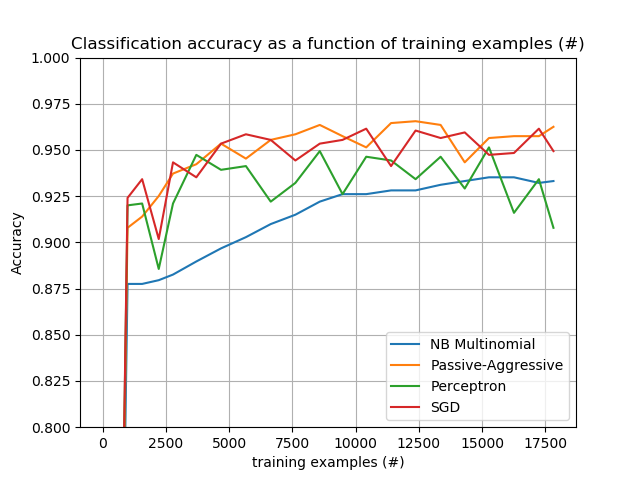 Classification accuracy as a function of training examples (#)
1.000
0.975
0.950
0.925
0.900
0.875
0.850
0.825
0.800
Accuracy
NB Multinomial
Passive-Aggressive
Perceptron
SGD
0 2500 5000 7500 10000 12500 15000 17500
training examples (#)